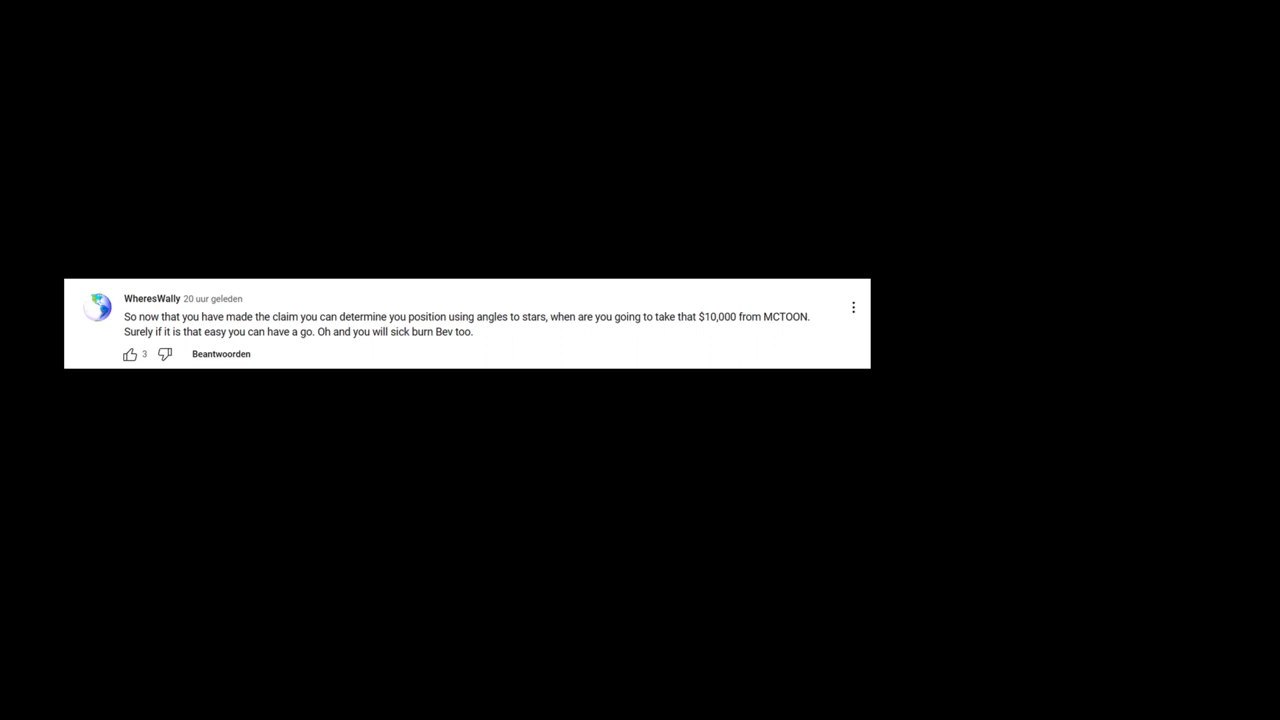 WheresWally 20 uur geleden
So now that you have made the claim you can determine you position using angles to stars, when are you going to take that $10,000 from MCTOON.
Surely if it is that easy you can have a go. Oh and you will sick burn Bev too.
3 Beantwoorden